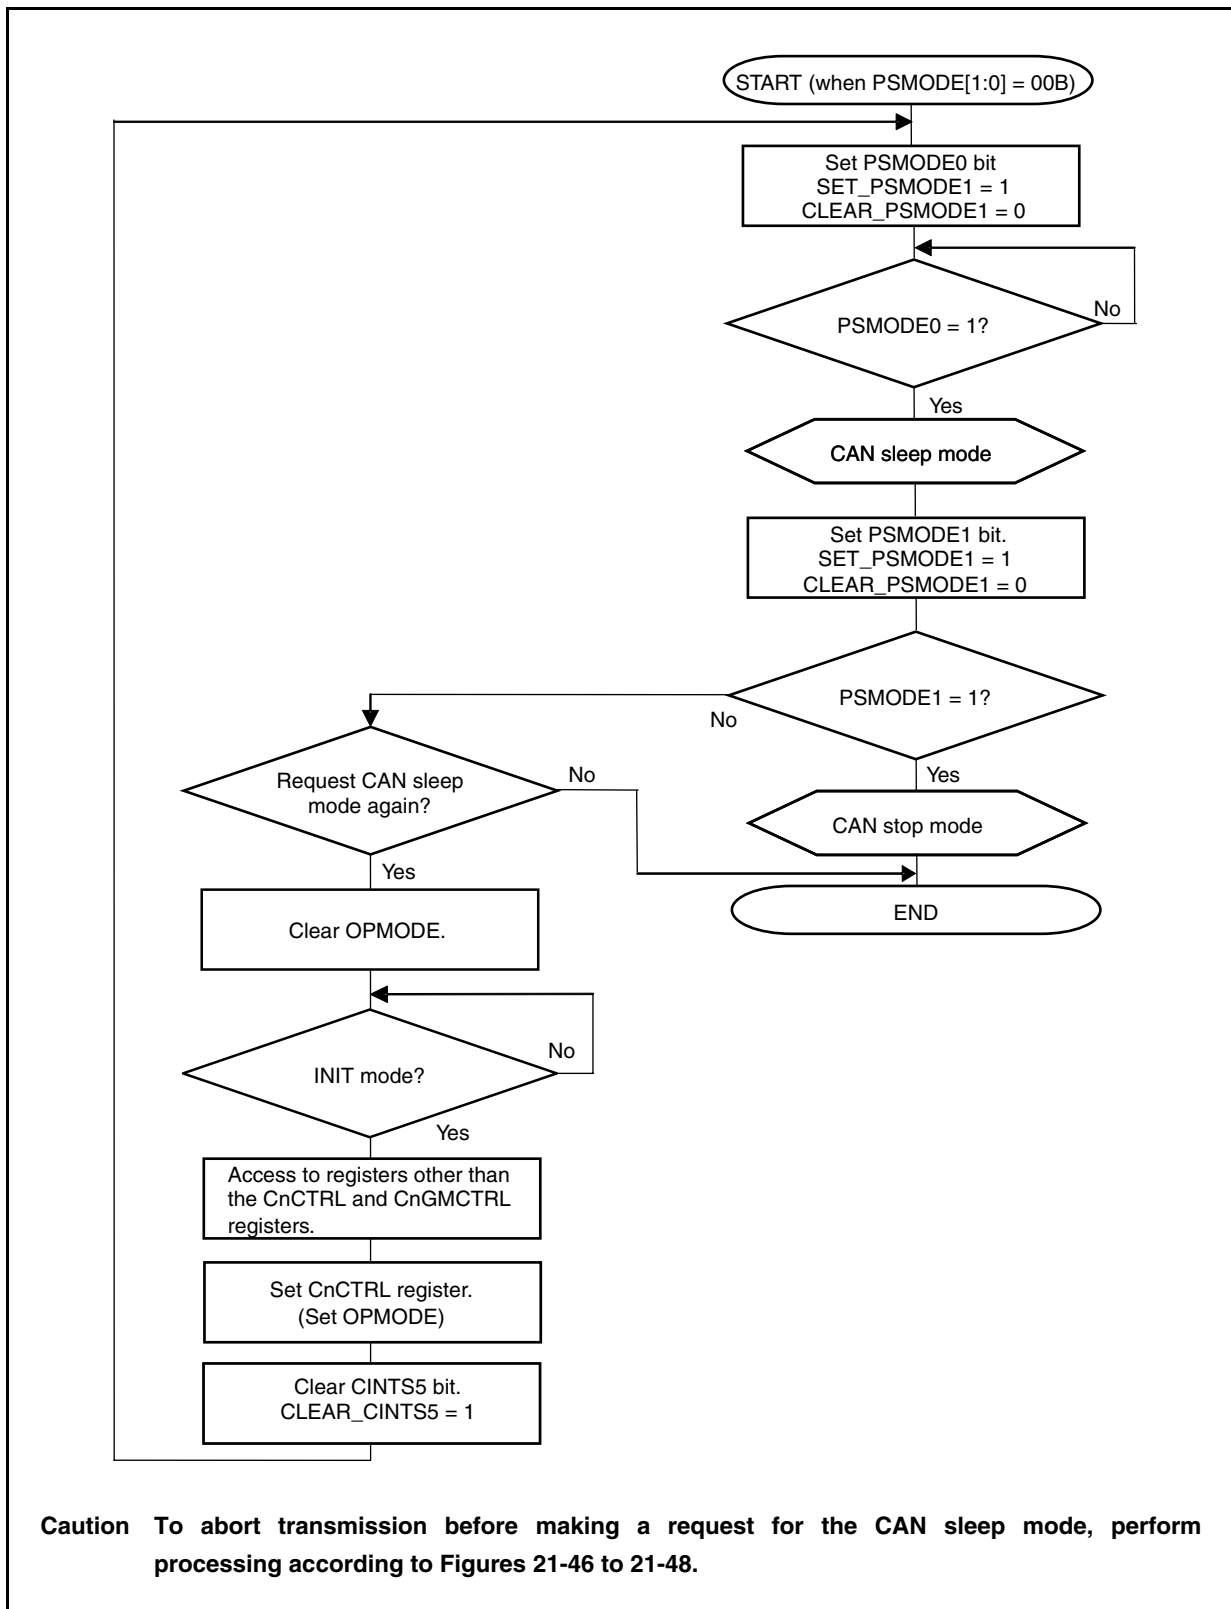 START (when PSMODE[1:0] = 00B)
Set PSMODE0 bit
SET_PSMODE1 = 1
CLEAR_PSMODE1 = 0
PSMODE0 = 1?
No
Yes
CAN sleep mode
Set PSMODE1 bit.
SET_PSMODE1 = 1
CLEAR_PSMODE1 = 0
PSMODE1 = 1?
No
Yes
CAN stop mode
END
Request CAN sleep
mode again?
No
Yes
Clear OPMODE.
INIT mode?
No
Yes
Access to registers other than
the CnCTRL and CnGMCTRL
registers.
Set CnCTRL register.
(Set OPMODE)
Clear CINTS5 bit.
CLEAR_CINTS5 = 1
Caution To abort transmission before making a request for the CAN sleep mode, perform
processing according to Figures 21-46 to 21-48.